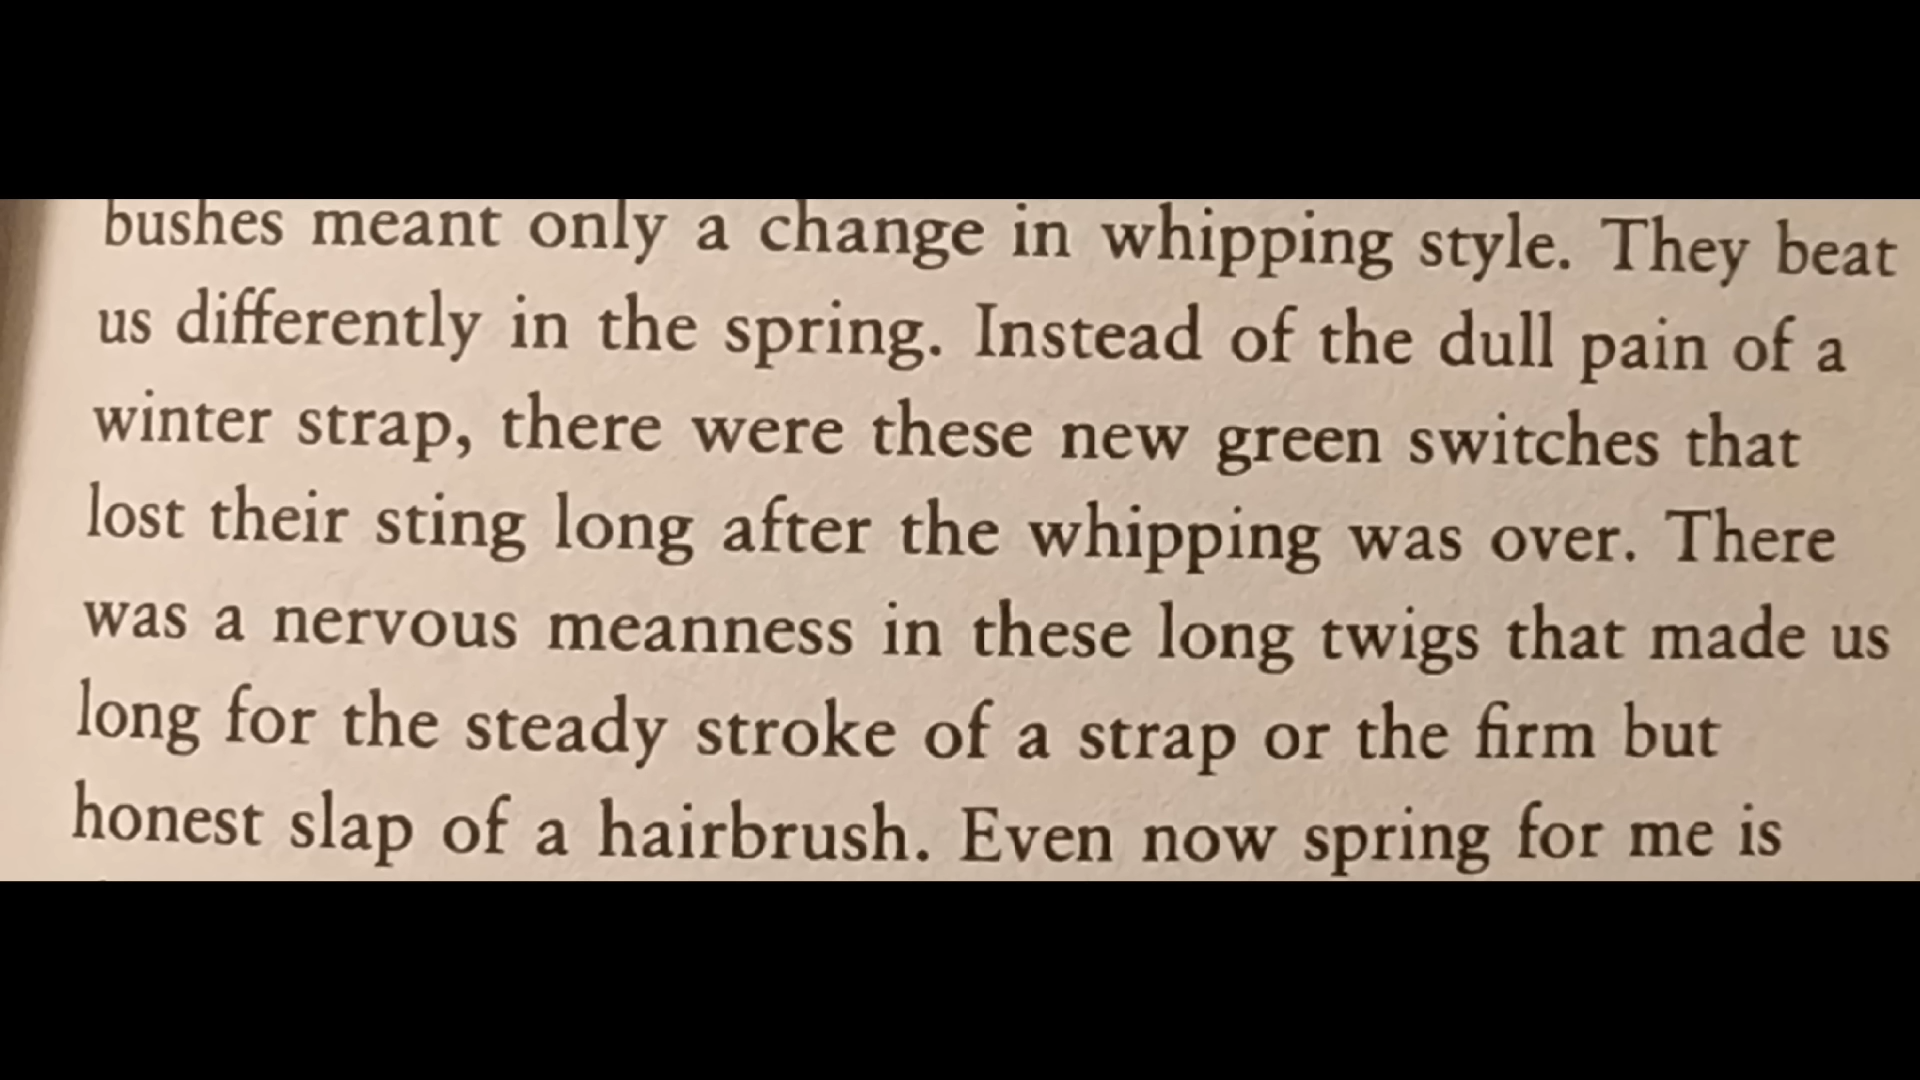 bushes meant only a change in whipping style. They beat
us differently in the spring. Instead of the dull pain of a
winter strap, there were these new green switches that
lost their sting long after the whipping was over. There
was a nervous meanness in these long twigs that made us
long for the steady stroke of a strap or the firm but
honest slap of a hairbrush. Even now spring for me is